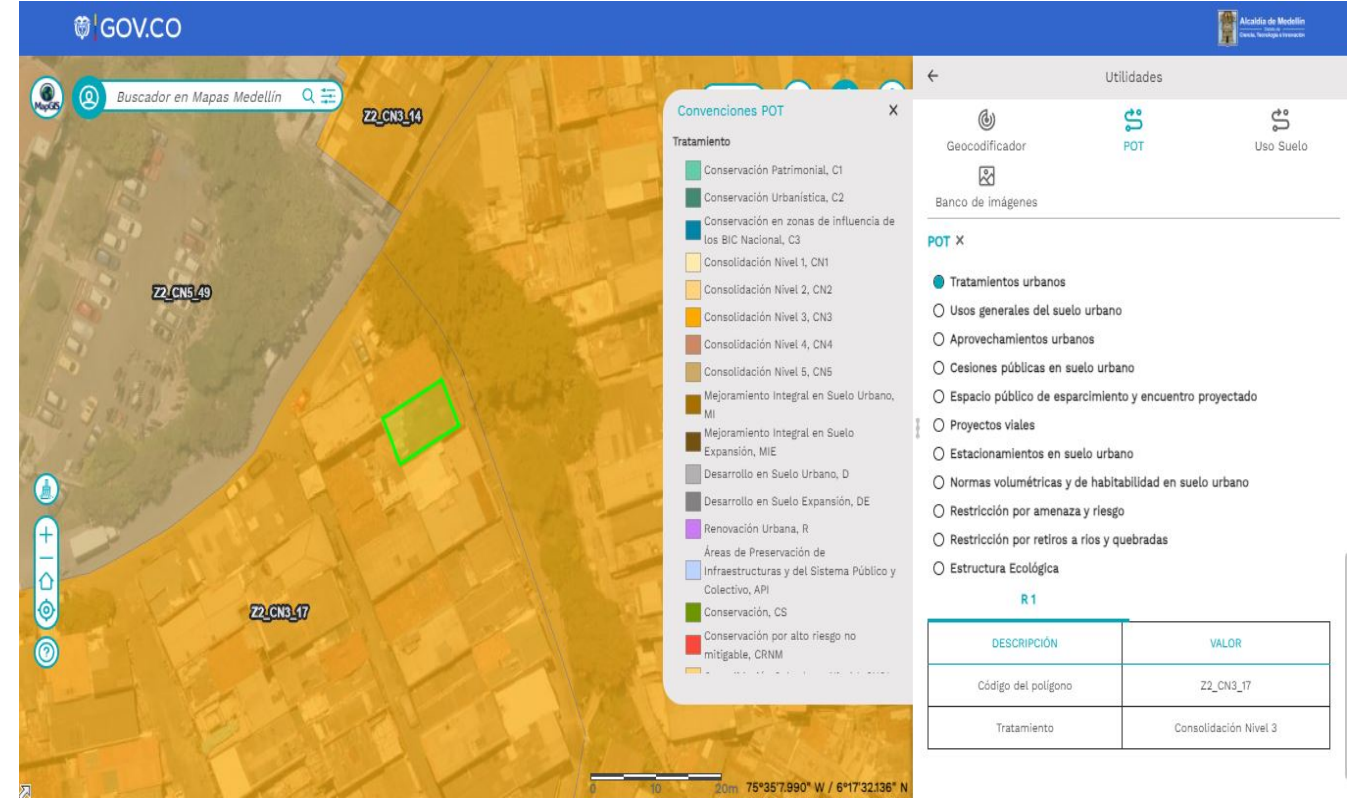 GOV.CO
Alcaldía de Medellín
Ciencia, Tecnología e Innovación
MapGIS
Buscador en Mapas Medellín
Z2_CN3_14
Z2_CN5_49
Z2_CN3_17
0 10 20m 75°35'7.990" W / 6°17'32.136" N
Convenciones POT X
Tratamiento
Conservación Patrimonial, C1
Conservación Urbanística, C2
Conservación en zonas de influencia de
los BIC Nacional, C3
Consolidación Nivel 1, CN1
Consolidación Nivel 2, CN2
Consolidación Nivel 3, CN3
Consolidación Nivel 4, CN4
Consolidación Nivel 5, CN5
Mejoramiento Integral en Suelo Urbano,
MI
Mejoramiento Integral en Suelo
Expansión, MIE
Desarrollo en Suelo Urbano, D
Desarrollo en Suelo Expansión, DE
Renovación Urbana, R
Áreas de Preservación de
Infraestructuras y del Sistema Público y
Colectivo, API
Conservación, CS
Conservación por alto riesgo no
mitigable, CRNM
Utilidades
Geocodificador POT Uso Suelo
Banco de imágenes
POT X
Tratamientos urbanos
Usos generales del suelo urbano
Aprovechamientos urbanos
Cesiones públicas en suelo urbano
Espacio público de esparcimiento y encuentro proyectado
Proyectos viales
Estacionamientos en suelo urbano
Normas volumétricas y de habitabilidad en suelo urbano
Restricción por amenaza y riesgo
Restricción por retiros a rios y quebradas
Estructura Ecológica
R 1
DESCRIPCIÓN VALOR
Código del polígono Z2_CN3_17
Tratamiento Consolidación Nivel 3